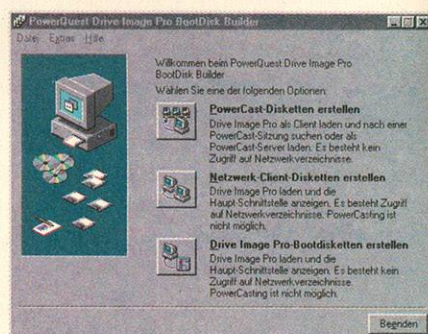 PowerQuest Drive Image Pro BootDisk Builder
Datei Extras Hilfe
Willkommen beim PowerQuest Drive Image Pro
BootDisk Builder
Wählen Sie eine der folgenden Optionen:
PowerCast-Disketten erstellen
Drive Image Pro als Client laden und nach einer
PowerCast-Sitzung suchen oder als
PowerCast-Server laden. Es besteht kein
Zugriff auf Netzwerkverzeichnisse.
Netzwerk-Client-Disketten erstellen
Drive Image Pro laden und die
Haupt-Schnittstelle anzeigen. Es besteht Zugriff
auf Netzwerkverzeichnisse. PowerCasting ist
nicht möglich.
Drive Image Pro-Bootdisketten erstellen
Drive Image Pro laden und die
Haupt-Schnittstelle anzeigen. Es besteht kein
Zugriff auf Netzwerkverzeichnisse.
PowerCasting ist nicht möglich.
Beenden